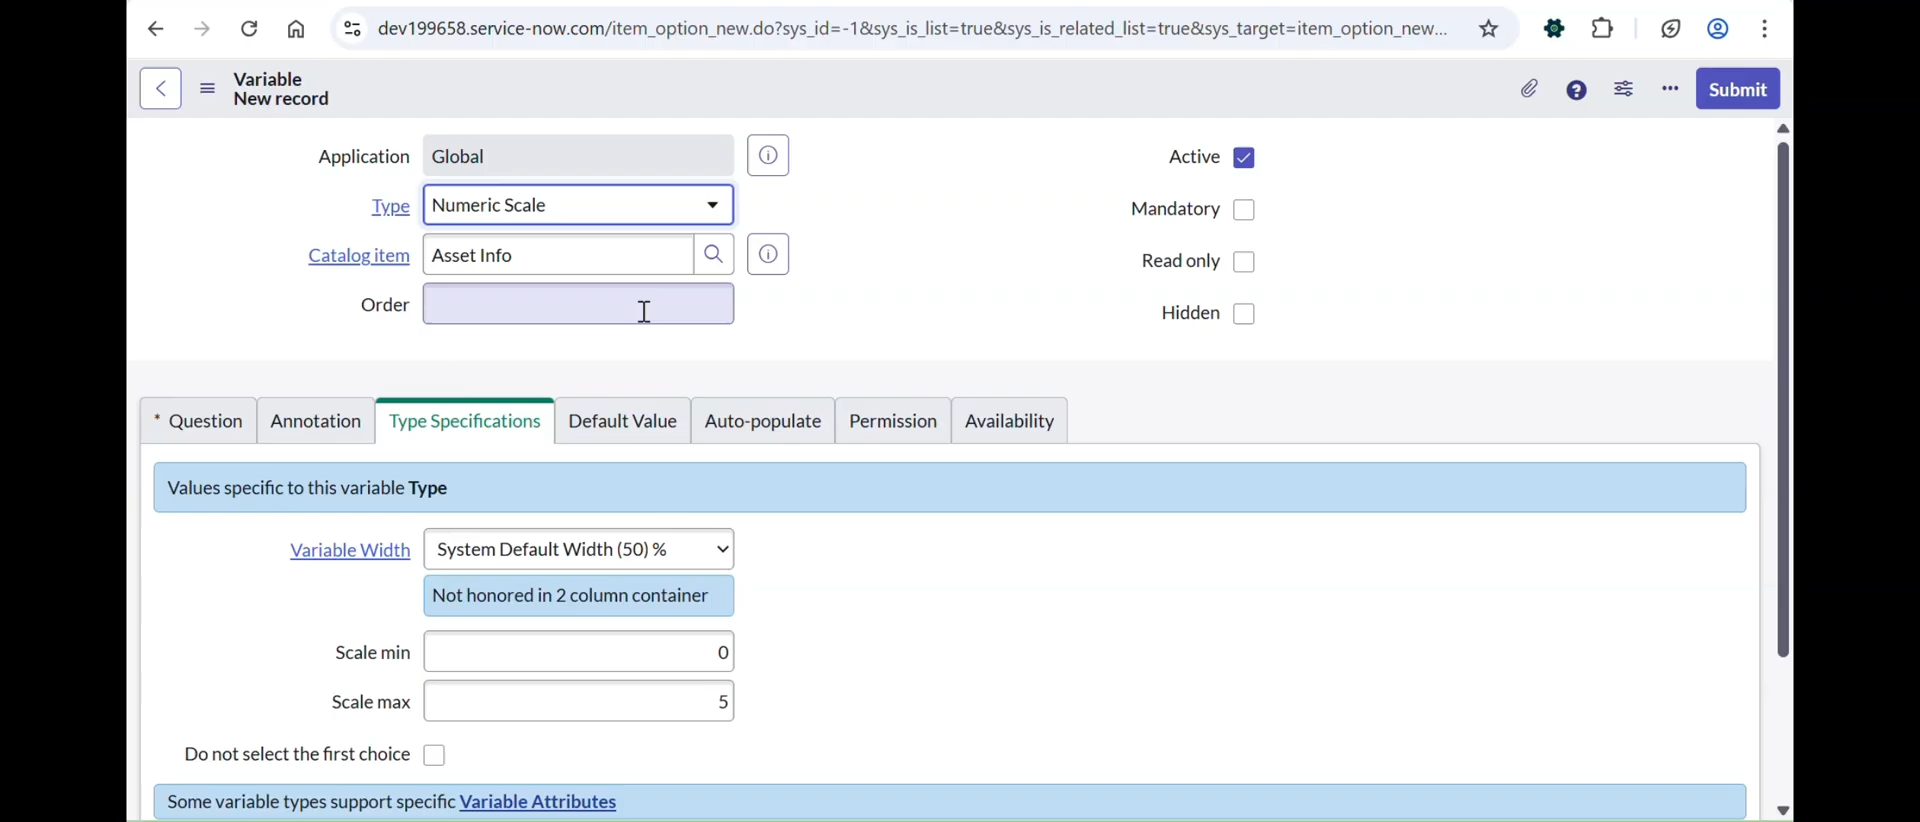 dev199658.service-now.com/item_option_new.do?sys_id=-1&sys_is_list=true&sys_is_related_list=true&sys_target=item_option_new...
Variable
New record
? ... Submit
Application Global
Active
Type Numeric Scale
Mandatory
Catalog item Asset Info
Read only
Order
Hidden
* Question Annotation Type Specifications Default Value Auto-populate Permission Availability
Values specific to this variable Type
Variable Width System Default Width (50) %
Not honored in 2 column container
Scale min 0
Scale max 5
Do not select the first choice
Some variable types support specific Variable Attributes